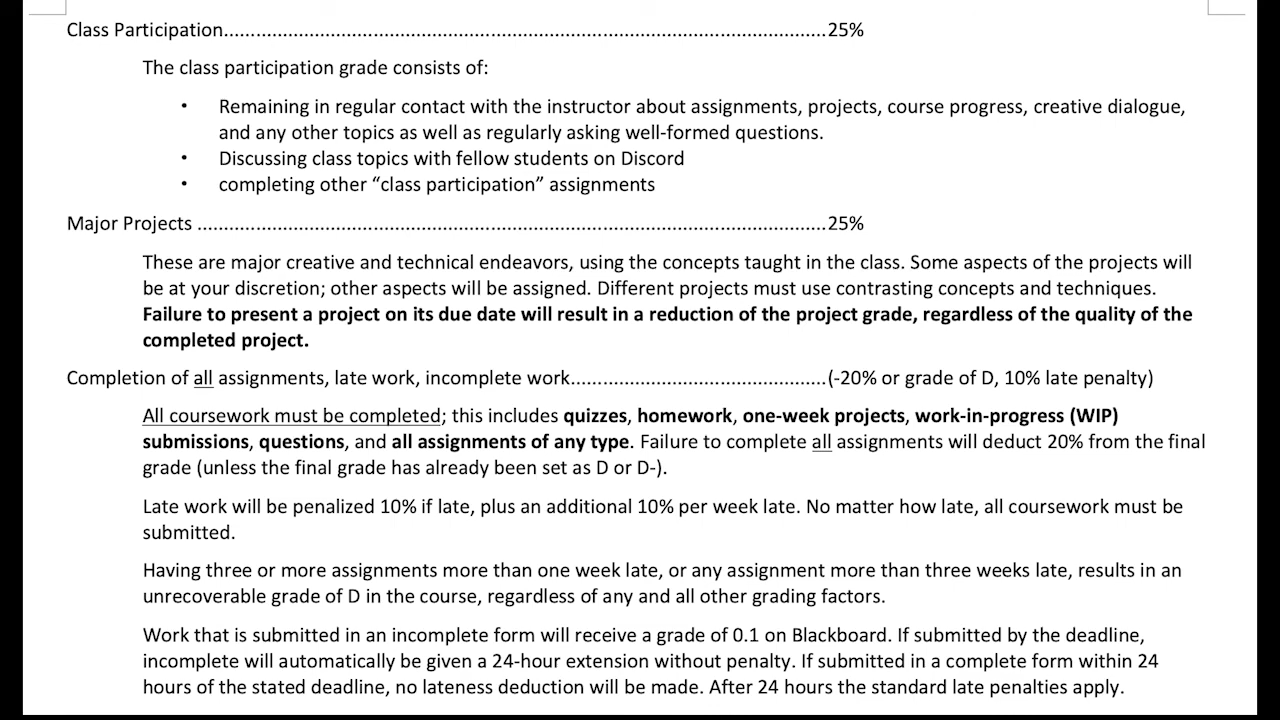 Class Participation..................................................................................................................25%
The class participation grade consists of:
• Remaining in regular contact with the instructor about assignments, projects, course progress, creative dialogue,
and any other topics as well as regularly asking well-formed questions.
• Discussing class topics with fellow students on Discord
• completing other “class participation” assignments
Major Projects .......................................................................................................................25%
These are major creative and technical endeavors, using the concepts taught in the class. Some aspects of the projects will
be at your discretion; other aspects will be assigned. Different projects must use contrasting concepts and techniques.
Failure to present a project on its due date will result in a reduction of the project grade, regardless of the quality of the
completed project.
Completion of all assignments, late work, incomplete work................................................(-20% or grade of D, 10% late penalty)
All coursework must be completed; this includes quizzes, homework, one-week projects, work-in-progress (WIP)
submissions, questions, and all assignments of any type. Failure to complete all assignments will deduct 20% from the final
grade (unless the final grade has already been set as D or D-).
Late work will be penalized 10% if late, plus an additional 10% per week late. No matter how late, all coursework must be
submitted.
Having three or more assignments more than one week late, or any assignment more than three weeks late, results in an
unrecoverable grade of D in the course, regardless of any and all other grading factors.
Work that is submitted in an incomplete form will receive a grade of 0.1 on Blackboard. If submitted by the deadline,
incomplete will automatically be given a 24-hour extension without penalty. If submitted in a complete form within 24
hours of the stated deadline, no lateness deduction will be made. After 24 hours the standard late penalties apply.